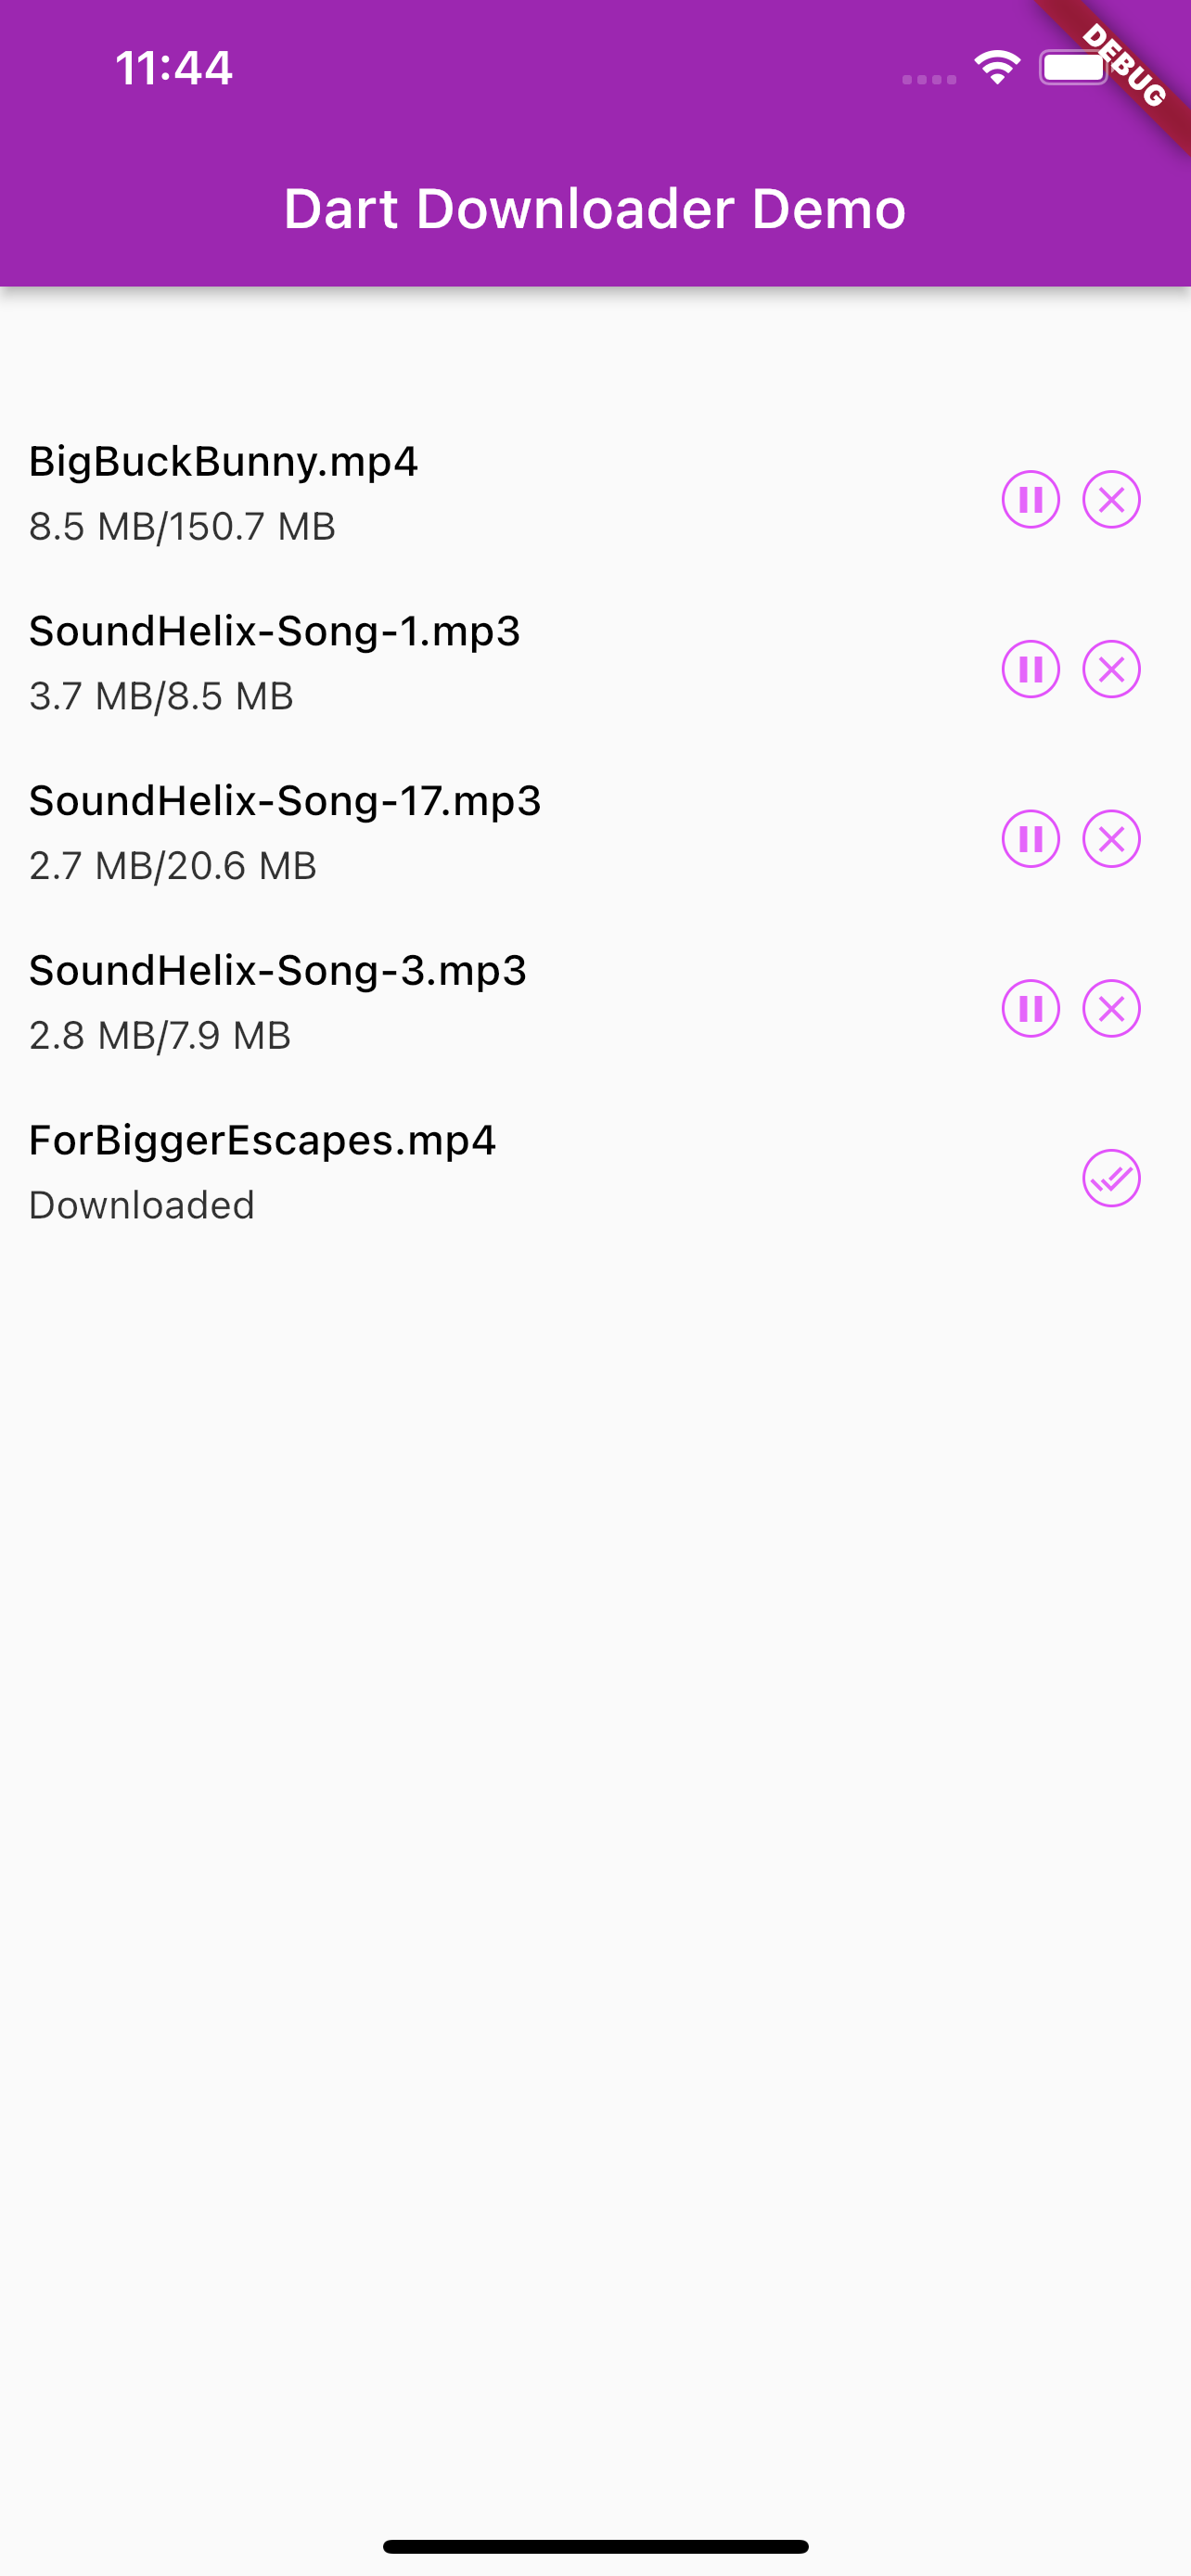 11:44
DEBUG
Dart Downloader Demo
BigBuckBunny.mp4
8.5 MB/150.7 MB
SoundHelix-Song-1.mp3
3.7 MB/8.5 MB
SoundHelix-Song-17.mp3
2.7 MB/20.6 MB
SoundHelix-Song-3.mp3
2.8 MB/7.9 MB
ForBiggerEscapes.mp4
Downloaded